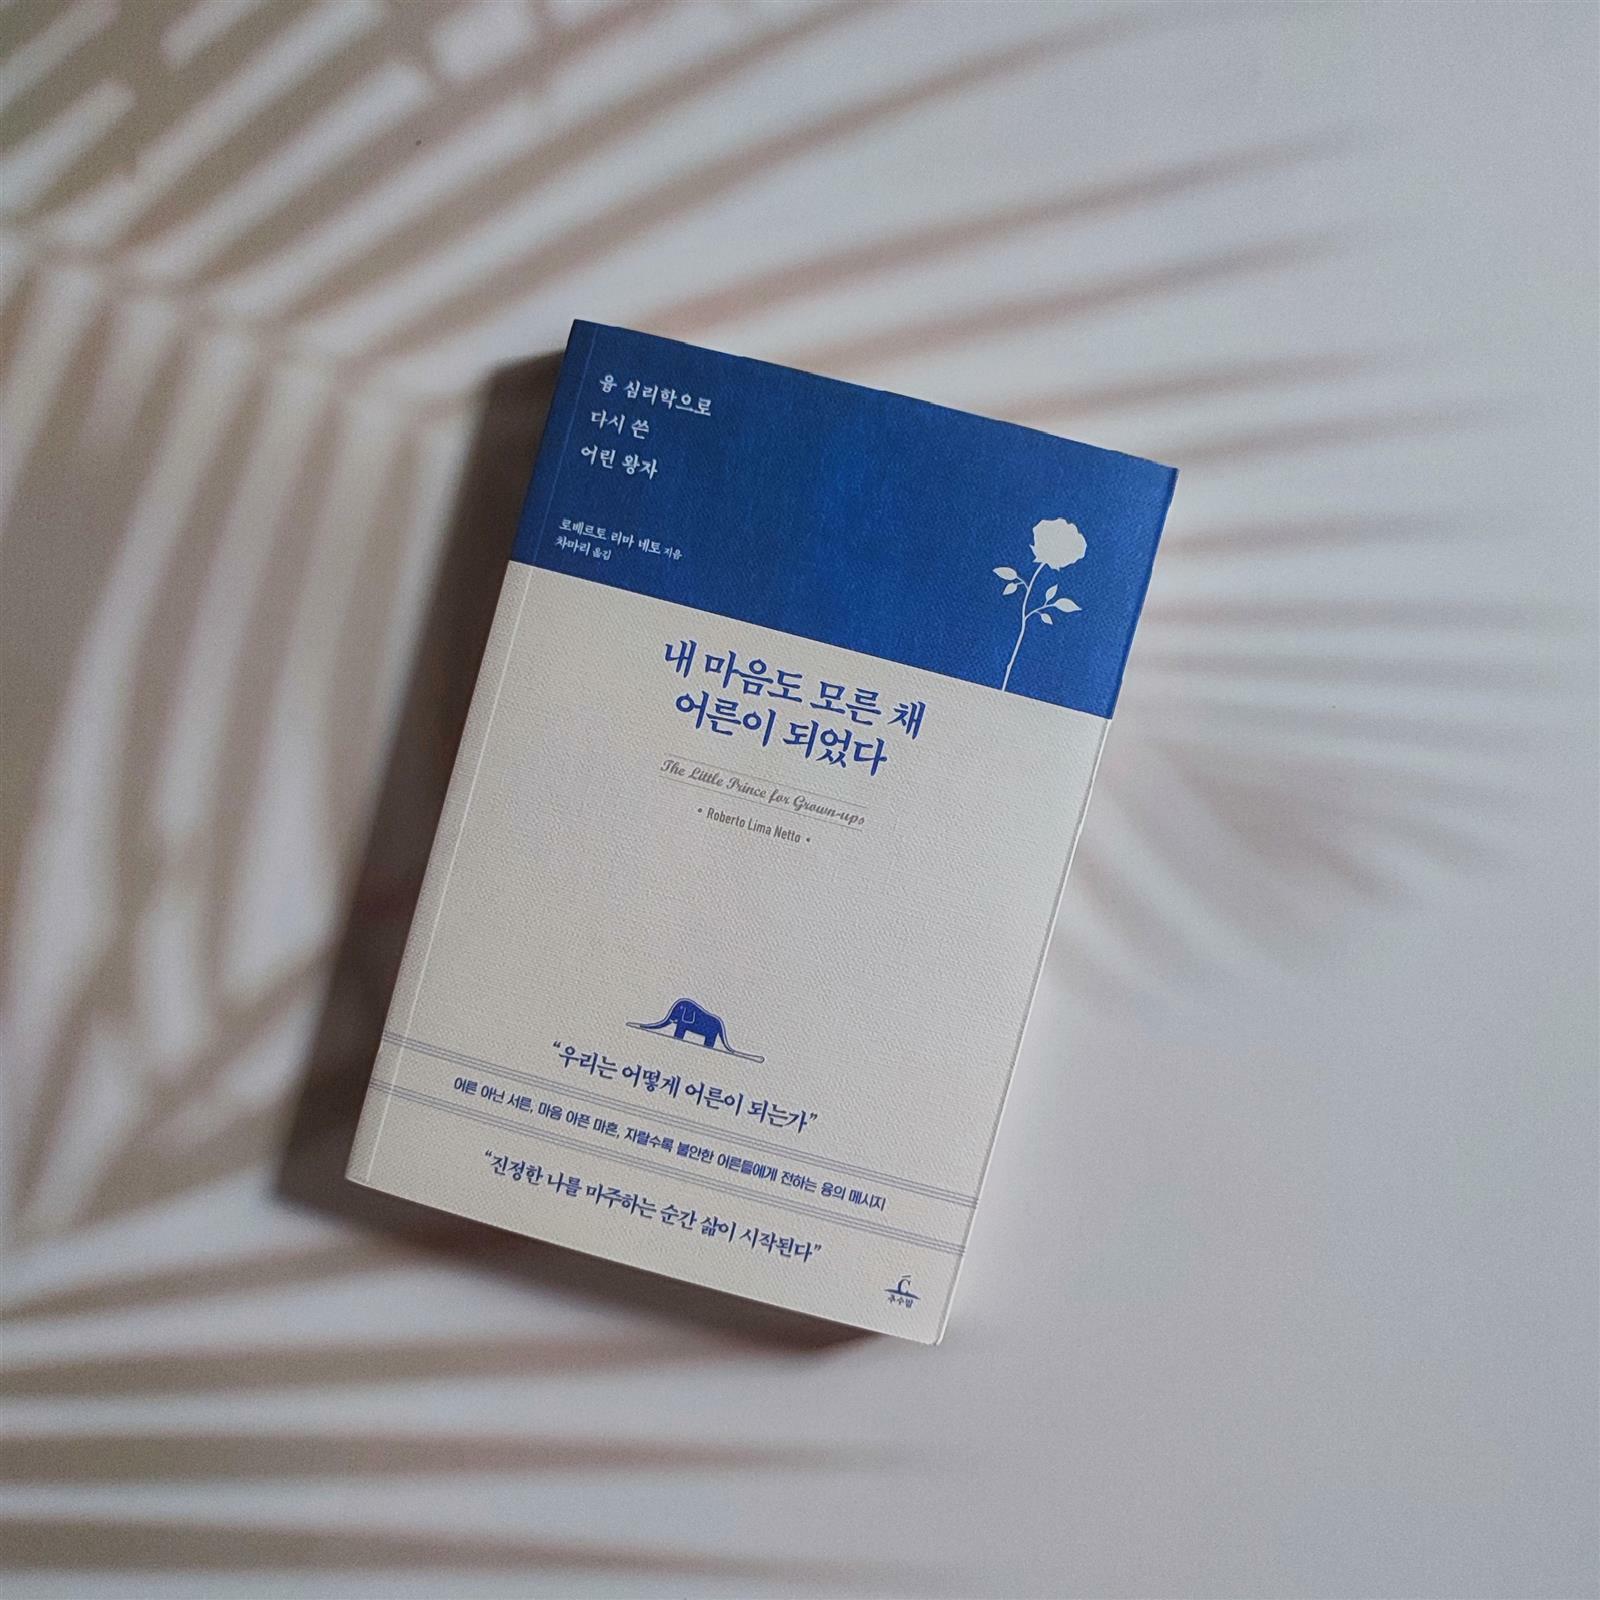 융 심리학으로
다시 쓴
어린 왕자
로베르토 리마 네토 지음
차마리 옮김
내 마음도 모른 채
어른이 되었다
The Little Prince for Grown-ups
• Roberto Lima Netto •
“우리는 어떻게 어른이 되는가”
어른 아닌 서른, 마음 아픈 마흔, 자랄수록 불안한 어른들에게 전하는 융의 메시지
“진정한 나를 마주하는 순간 삶이 시작된다”
추수밭